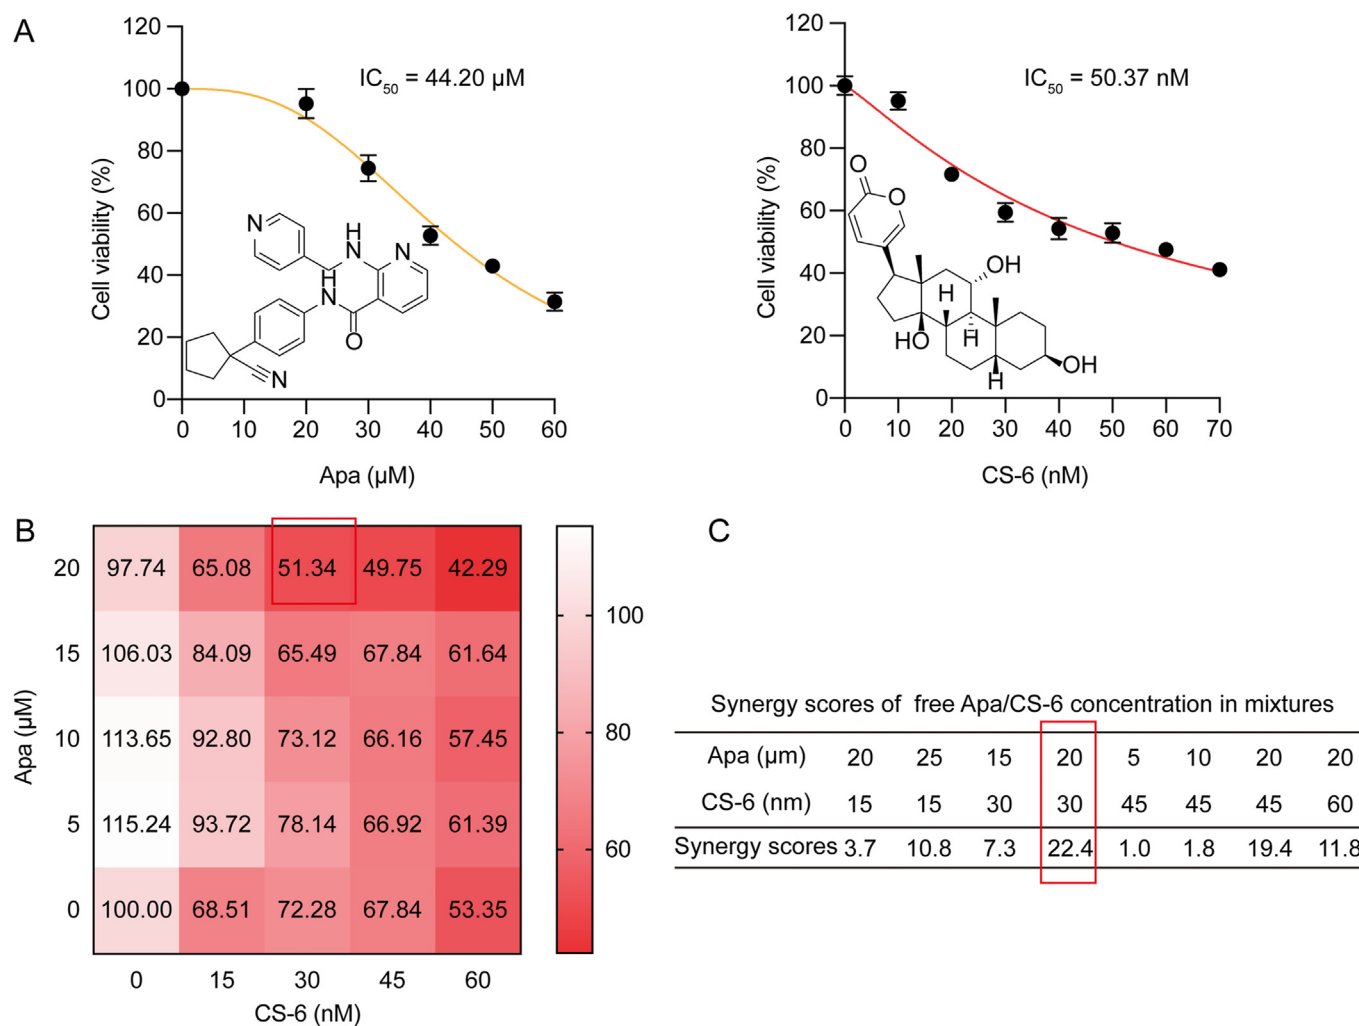 A
120
100
80
60
40
20
0
Cell viability (%)
IC50 = 44.20 µM
N
H
N
N
H
N
O
N
0 10 20 30 40 50 60
Apa (µM)
120
100
80
60
40
20
0
Cell viability (%)
IC50 = 50.37 nM
O
O
OH
H
H
HO
H
OH
0 10 20 30 40 50 60 70
CS-6 (nM)
B
Apa (µM)
20 97.74 65.08 51.34 49.75 42.29
15 106.03 84.09 65.49 67.84 61.64
10 113.65 92.80 73.12 66.16 57.45
5 115.24 93.72 78.14 66.92 61.39
0 100.00 68.51 72.28 67.84 53.35
0 15 30 45 60
CS-6 (nM)
100
80
60
C
Synergy scores of free Apa/CS-6 concentration in mixtures
Apa (µm) 20 25 15 20 5 10 20 20
CS-6 (nm) 15 15 30 30 45 45 45 60
Synergy scores 3.7 10.8 7.3 22.4 1.0 1.8 19.4 11.8